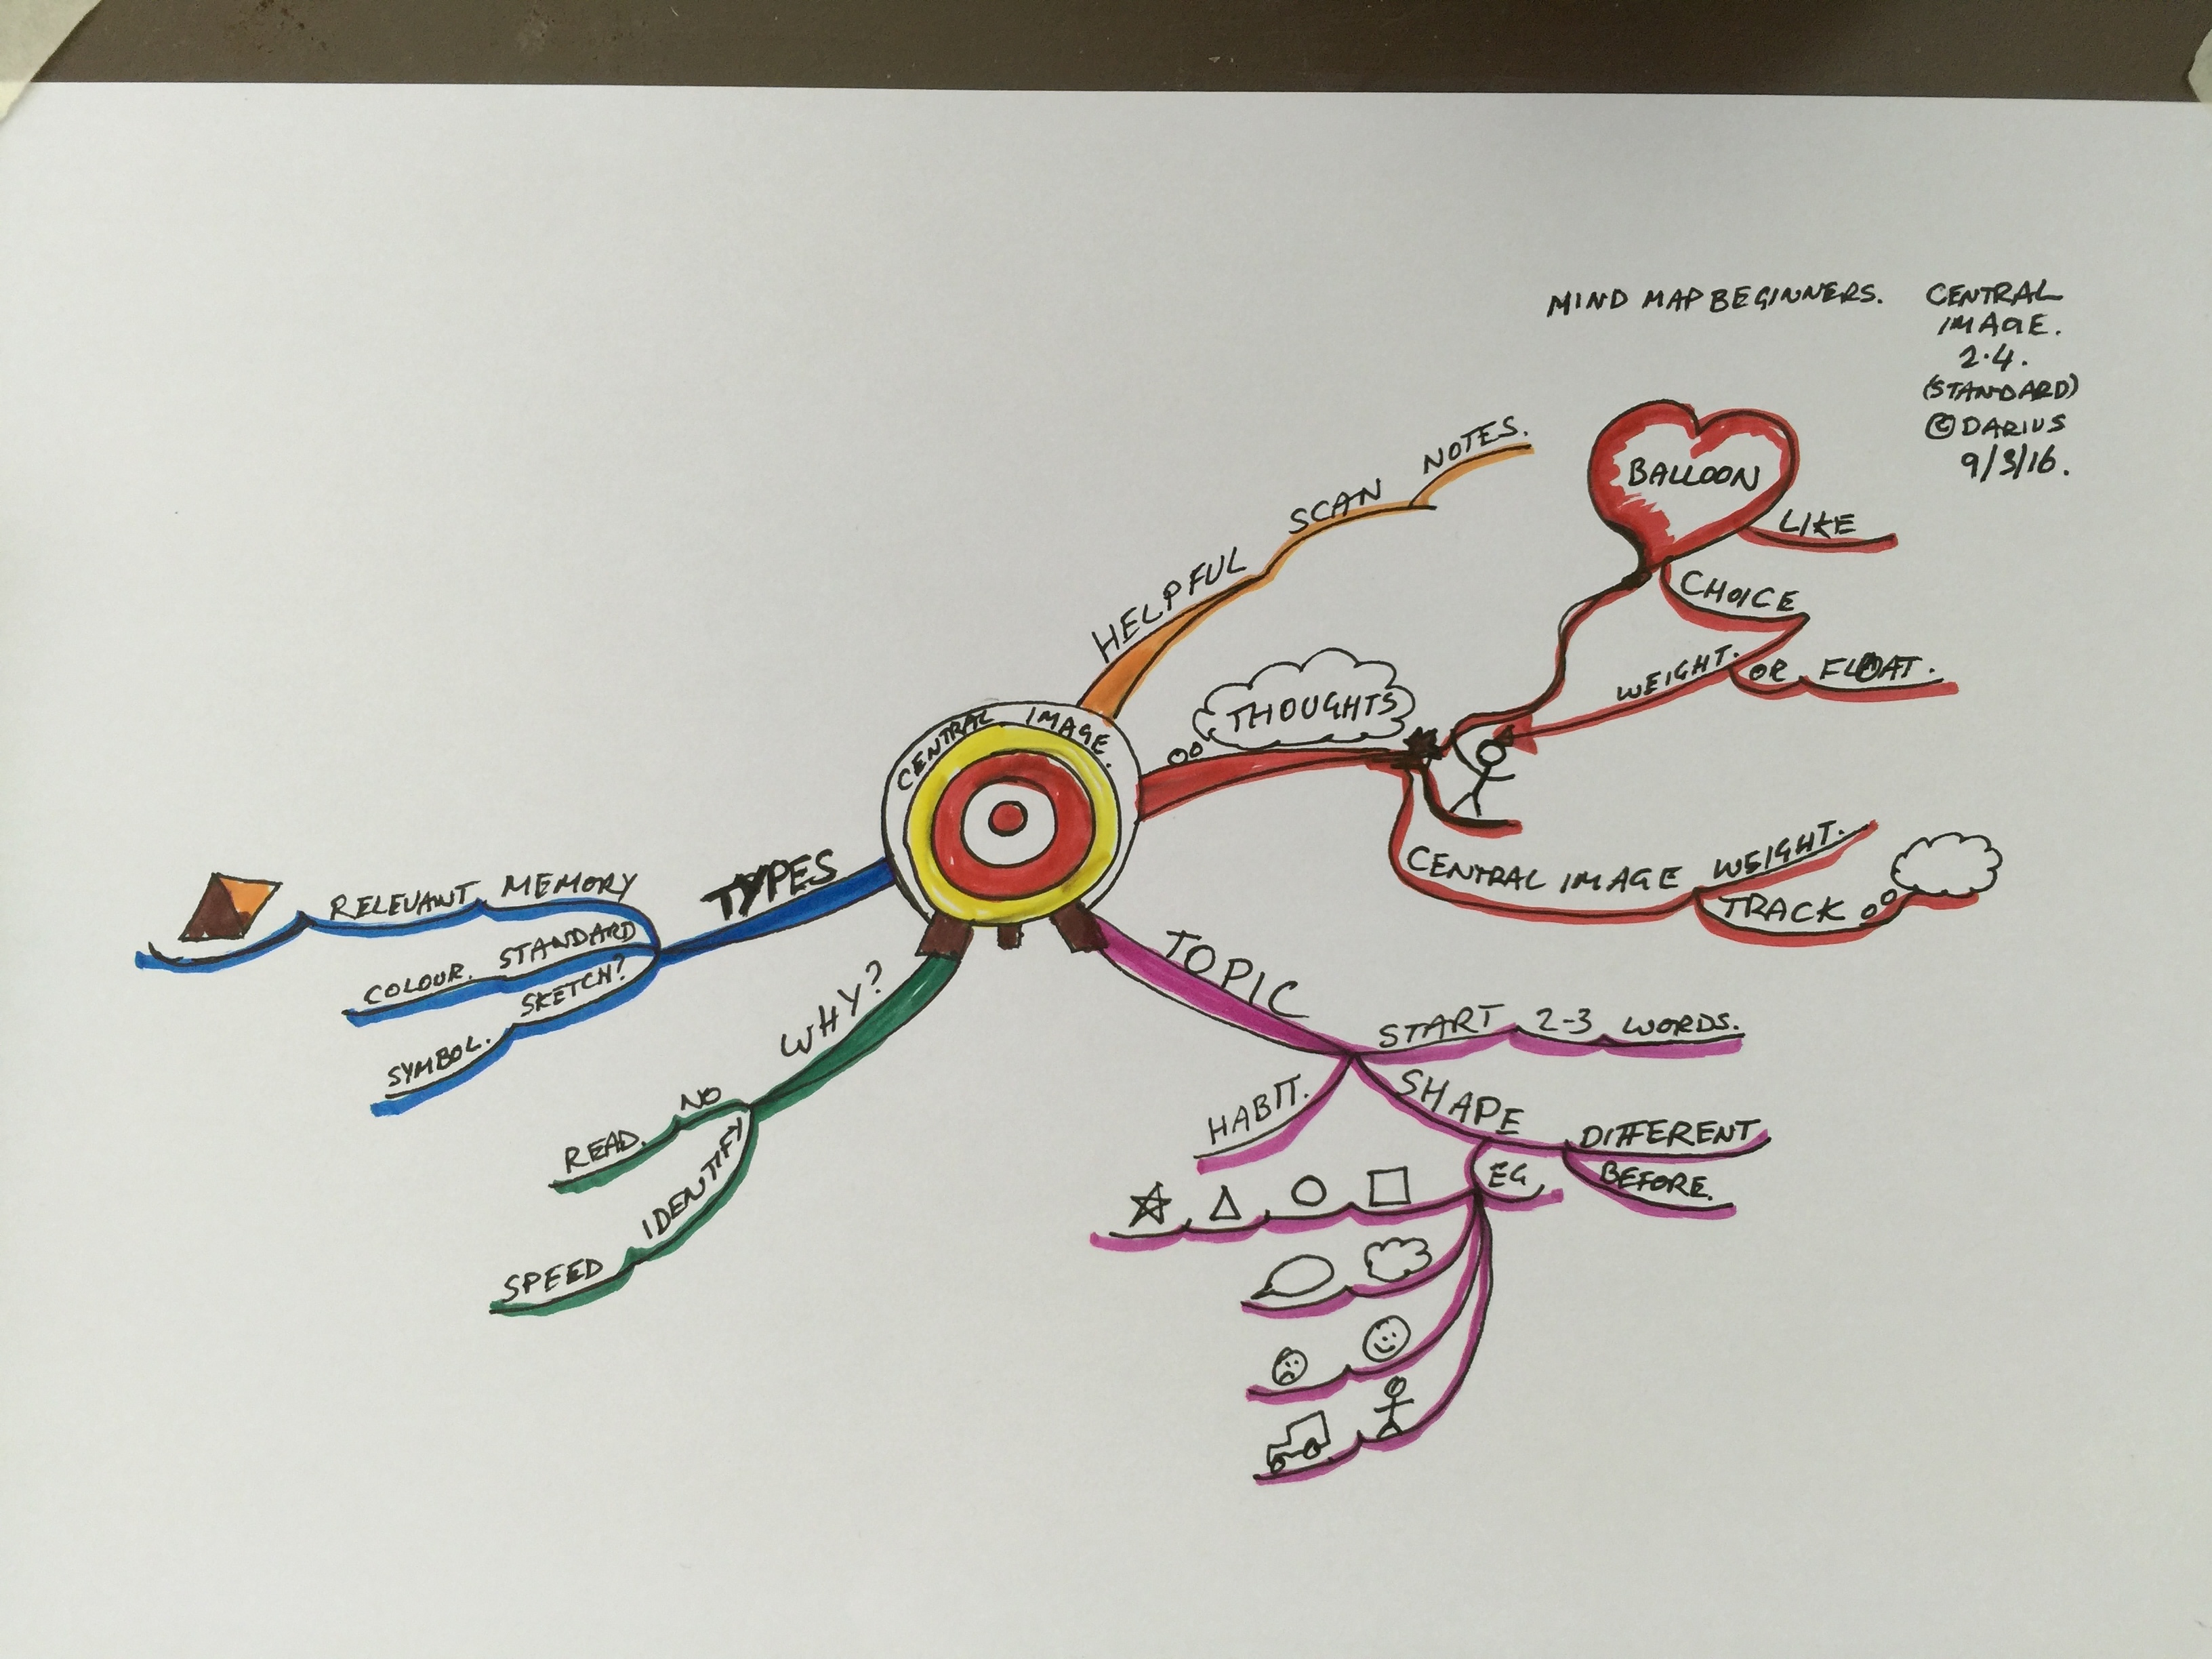 MIND MAP BEGINNERS. CENTRAL
IMAGE.
2.4.
(STANDARD)
© DARIUS
9/3/16.
CENTRAL IMAGE.
HELPFUL SCAN NOTES.
THOUGHTS
BALLOON
LIKE
CHOICE
WEIGHT. OR FLOAT.
CENTRAL IMAGE WEIGHT.
TRACK
TOPIC
START 2-3 WORDS.
SHAPE
DIFFERENT
BEFORE.
EG
HABIT.
WHY?
NO
READ.
IDENTIFY
SPEED
TYPES
RELEVANT MEMORY
COLOUR. STANDARD
SKETCH?
SYMBOL.